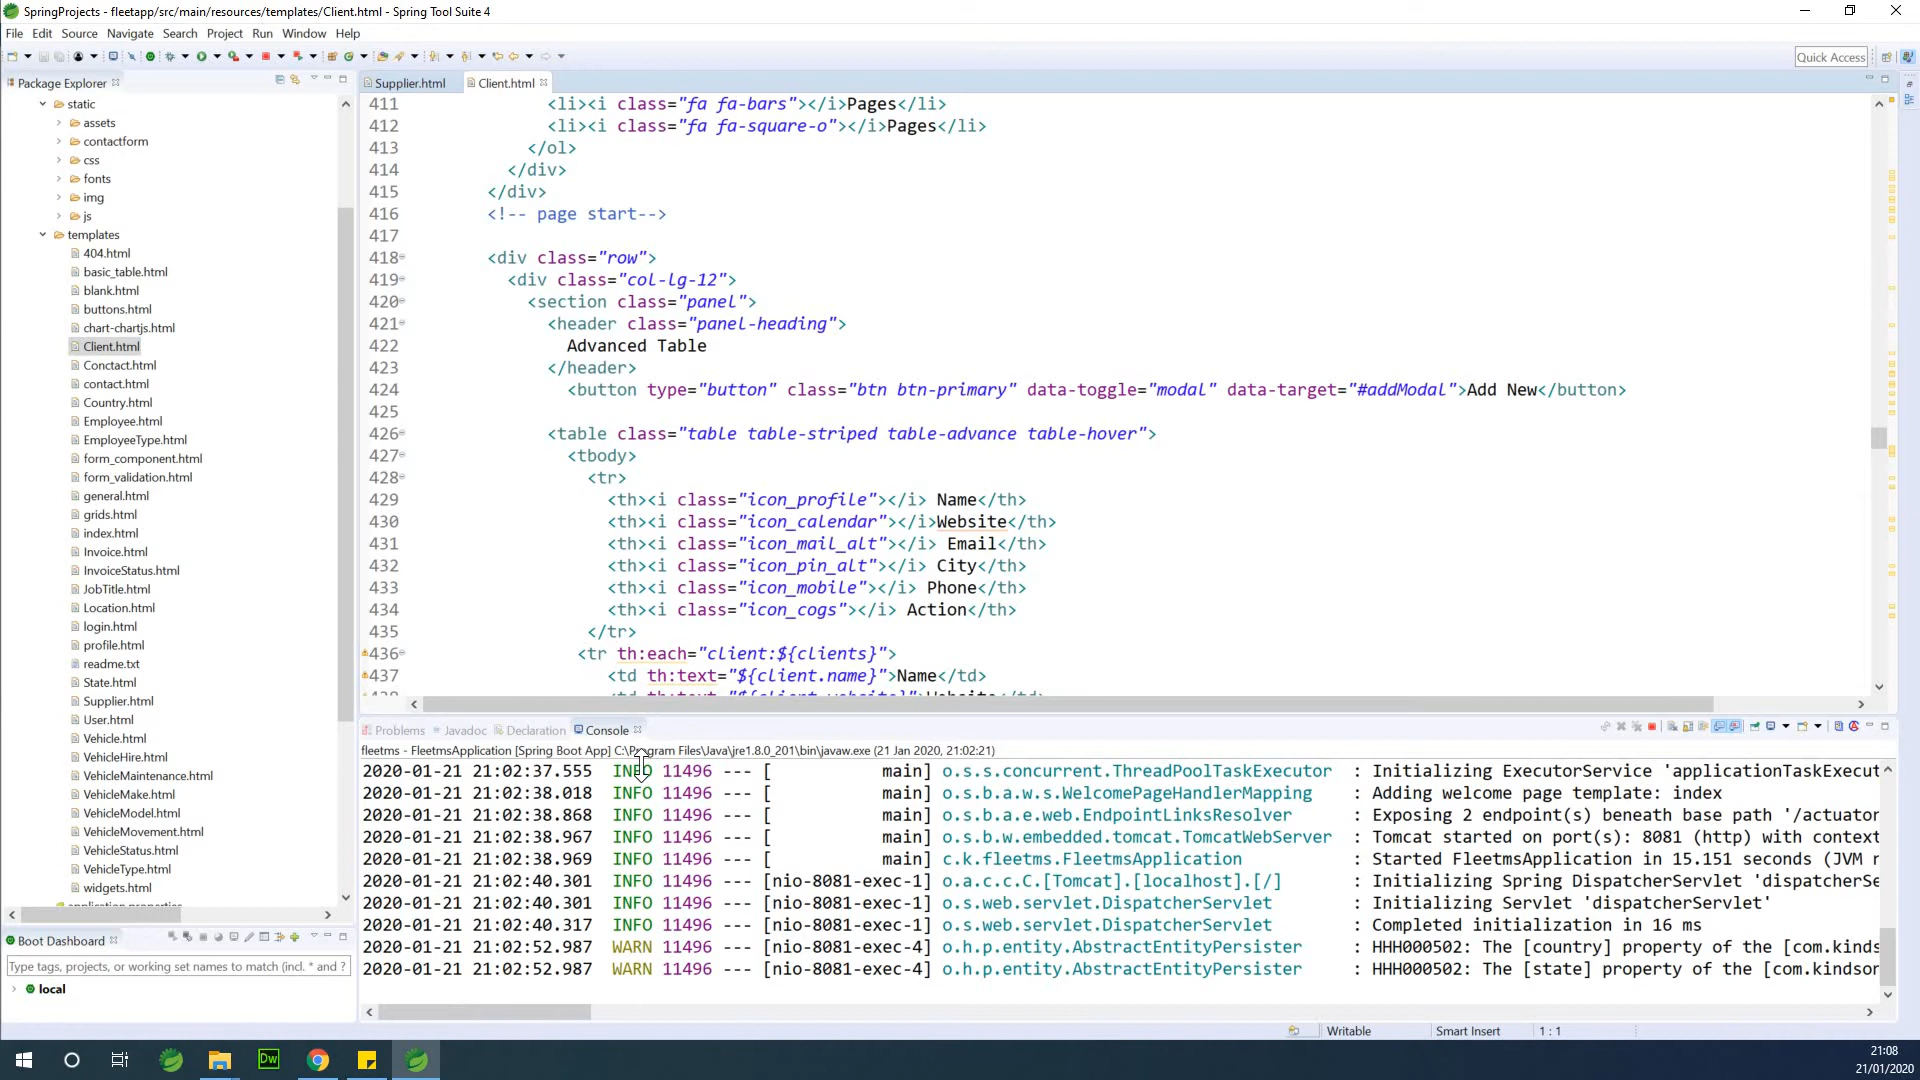 SpringProjects - fleetapp/src/main/resources/templates/Client.html - Spring Tool Suite 4
File Edit Source Navigate Search Project Run Window Help
Quick Access
Package Explorer
static
assets
contactform
css
fonts
img
js
templates
404.html
basic_table.html
blank.html
buttons.html
chart-chartjs.html
Client.html
Conctact.html
contact.html
Country.html
Employee.html
EmployeeType.html
form_component.html
form_validation.html
general.html
grids.html
index.html
Invoice.html
InvoiceStatus.html
JobTitle.html
Location.html
login.html
profile.html
readme.txt
State.html
Supplier.html
User.html
Vehicle.html
VehicleHire.html
VehicleMaintenance.html
VehicleMake.html
VehicleModel.html
VehicleMovement.html
VehicleStatus.html
VehicleType.html
widgets.html
Boot Dashboard
Type tags, projects, or working set names to match (incl. * and ?
local
Supplier.html Client.html
411 <li><i class="fa fa-bars"></i>Pages</li>
412 <li><i class="fa fa-square-o"></i>Pages</li>
413 </ol>
414 </div>
415 </div>
416 <!-- page start-->
417
418 <div class="row">
419 <div class="col-lg-12">
420 <section class="panel">
421 <header class="panel-heading">
422 Advanced Table
423 </header>
424 <button type="button" class="btn btn-primary" data-toggle="modal" data-target="#addModal">Add New</button>
425
426 <table class="table table-striped table-advance table-hover">
427 <tbody>
428 <tr>
429 <th><i class="icon_profile"></i> Name</th>
430 <th><i class="icon_calendar"></i>Website</th>
431 <th><i class="icon_mail_alt"></i> Email</th>
432 <th><i class="icon_pin_alt"></i> City</th>
433 <th><i class="icon_mobile"></i> Phone</th>
434 <th><i class="icon_cogs"></i> Action</th>
435 </tr>
436 <tr th:each="client:${clients}">
437 <td th:text="${client.name}">Name</td>
Problems Javadoc Declaration Console
fleetms - FleetmsApplication [Spring Boot App] C:\Program Files\Java\jre1.8.0_201\bin\javaw.exe (21 Jan 2020, 21:02:21)
2020-01-21 21:02:37.555 INFO 11496 --- [ main] o.s.s.concurrent.ThreadPoolTaskExecutor : Initializing ExecutorService 'applicationTaskExecut
2020-01-21 21:02:38.018 INFO 11496 --- [ main] o.s.b.a.w.s.WelcomePageHandlerMapping : Adding welcome page template: index
2020-01-21 21:02:38.868 INFO 11496 --- [ main] o.s.b.a.e.web.EndpointLinksResolver : Exposing 2 endpoint(s) beneath base path '/actuator
2020-01-21 21:02:38.967 INFO 11496 --- [ main] o.s.b.w.embedded.tomcat.TomcatWebServer : Tomcat started on port(s): 8081 (http) with context
2020-01-21 21:02:38.969 INFO 11496 --- [ main] c.k.fleetms.FleetmsApplication : Started FleetmsApplication in 15.151 seconds (JVM r
2020-01-21 21:02:40.301 INFO 11496 --- [nio-8081-exec-1] o.a.c.c.C.[Tomcat].[localhost].[/] : Initializing Spring DispatcherServlet 'dispatcherSe
2020-01-21 21:02:40.301 INFO 11496 --- [nio-8081-exec-1] o.s.web.servlet.DispatcherServlet : Initializing Servlet 'dispatcherServlet'
2020-01-21 21:02:40.317 INFO 11496 --- [nio-8081-exec-1] o.s.web.servlet.DispatcherServlet : Completed initialization in 16 ms
2020-01-21 21:02:52.987 WARN 11496 --- [nio-8081-exec-4] o.h.p.entity.AbstractEntityPersister : HHH000502: The [country] property of the [com.kinds
2020-01-21 21:02:52.987 WARN 11496 --- [nio-8081-exec-4] o.h.p.entity.AbstractEntityPersister : HHH000502: The [state] property of the [com.kindson
Writable Smart Insert 1 : 1
Dw
21:08
21/01/2020